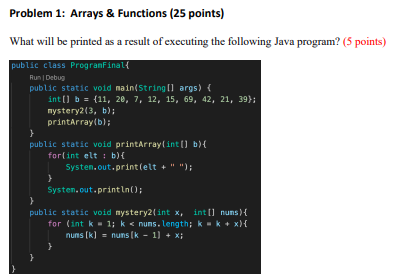 Problem 1: Arrays & Functions (25 points)
What will be printed as a result of executing the following Java program? (5 points)
public class ProgramFinal{
Run | Debug
public static void main(String[] args) {
int[] b = {11, 20, 7, 12, 15, 69, 42, 21, 39};
mystery2(3, b);
printArray(b);
}
public static void printArray(int[] b){
for(int elt : b){
System.out.print(elt + " ");
}
System.out.println();
}
public static void mystery2(int x, int[] nums){
for (int k = 1; k < nums.length; k = k + x){
nums[k] = nums[k - 1] + x;
}
}
}